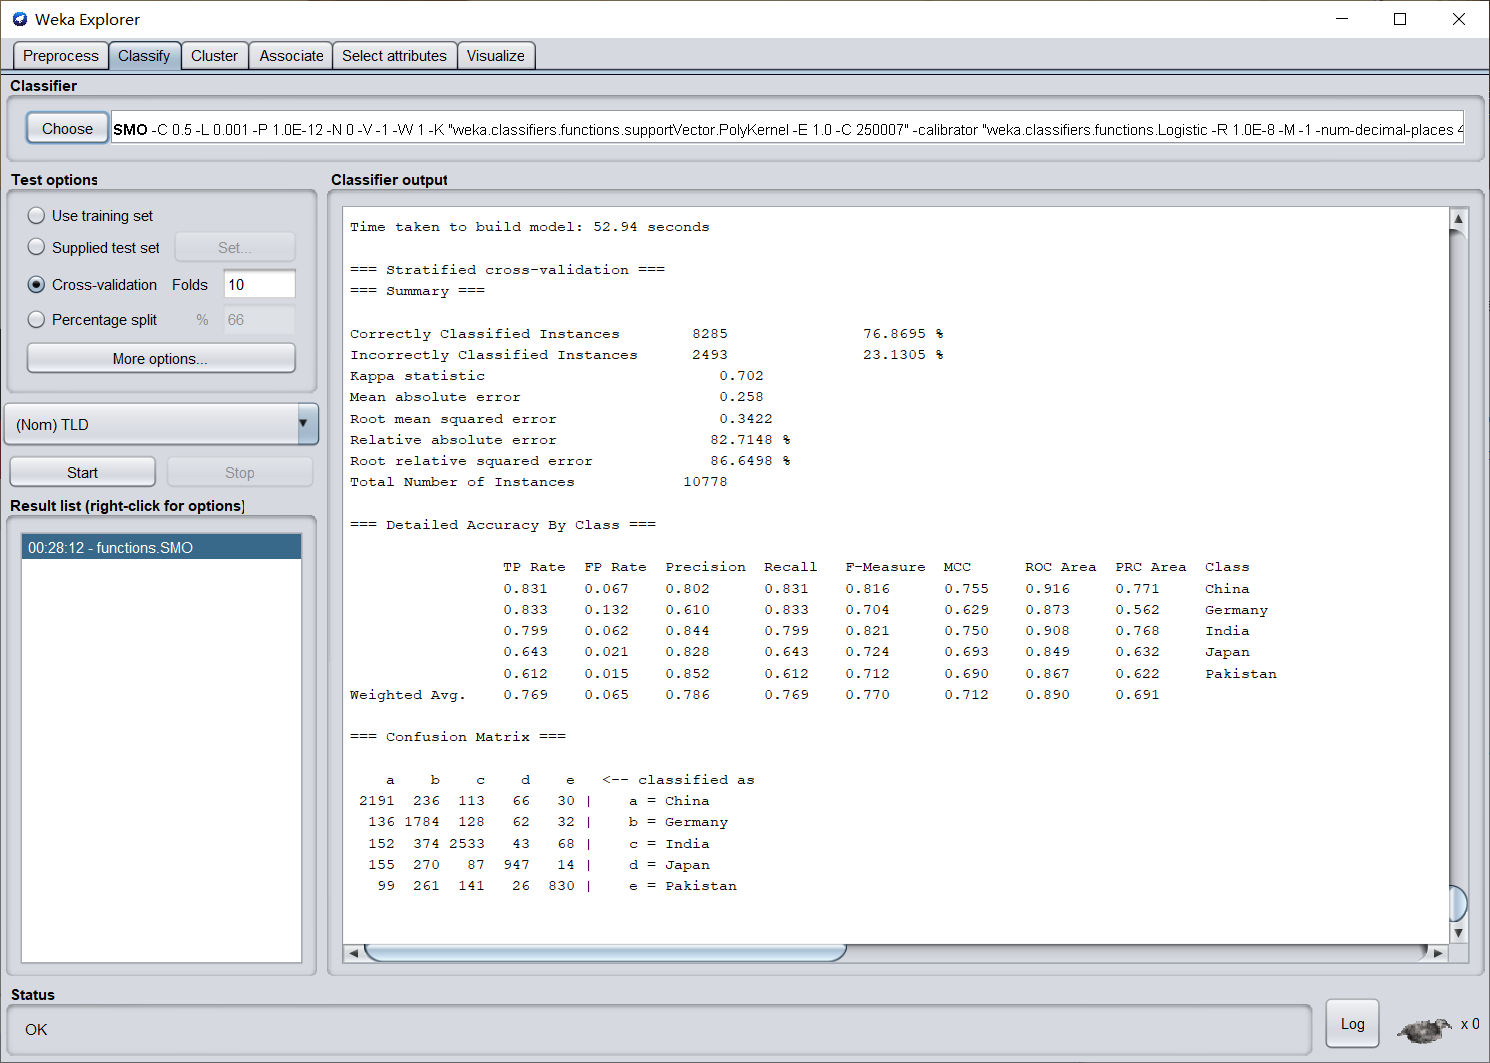 Weka Explorer
Preprocess Classify Cluster Associate Select attributes Visualize
Classifier
Choose SMO -C 0.5 -L 0.001 -P 1.0E-12 -N 0 -V -1 -W 1 -K "weka.classifiers.functions.supportVector.PolyKernel -E 1.0 -C 250007" -calibrator "weka.classifiers.functions.Logistic -R 1.0E-8 -M -1 -num-decimal-places 4
Test options
Use training set
Supplied test set Set...
Cross-validation Folds 10
Percentage split % 66
More options...
(Nom) TLD
Start Stop
Result list (right-click for options)
00:28:12 - functions.SMO
Classifier output
Time taken to build model: 52.94 seconds
=== Stratified cross-validation ===
=== Summary ===
Correctly Classified Instances 8285 76.8695 %
Incorrectly Classified Instances 2493 23.1305 %
Kappa statistic 0.702
Mean absolute error 0.258
Root mean squared error 0.3422
Relative absolute error 82.7148 %
Root relative squared error 86.6498 %
Total Number of Instances 10778
=== Detailed Accuracy By Class ===
TP Rate FP Rate Precision Recall F-Measure MCC ROC Area PRC Area Class
0.831 0.067 0.802 0.831 0.816 0.755 0.916 0.771 China
0.833 0.132 0.610 0.833 0.704 0.629 0.873 0.562 Germany
0.799 0.062 0.844 0.799 0.821 0.750 0.908 0.768 India
0.643 0.021 0.828 0.643 0.724 0.693 0.849 0.632 Japan
0.612 0.015 0.852 0.612 0.712 0.690 0.867 0.622 Pakistan
Weighted Avg. 0.769 0.065 0.786 0.769 0.770 0.712 0.890 0.691
=== Confusion Matrix ===
a b c d e <-- classified as
2191 236 113 66 30 | a = China
136 1784 128 62 32 | b = Germany
152 374 2533 43 68 | c = India
155 270 87 947 14 | d = Japan
99 261 141 26 830 | e = Pakistan
Status
OK
Log
x 0